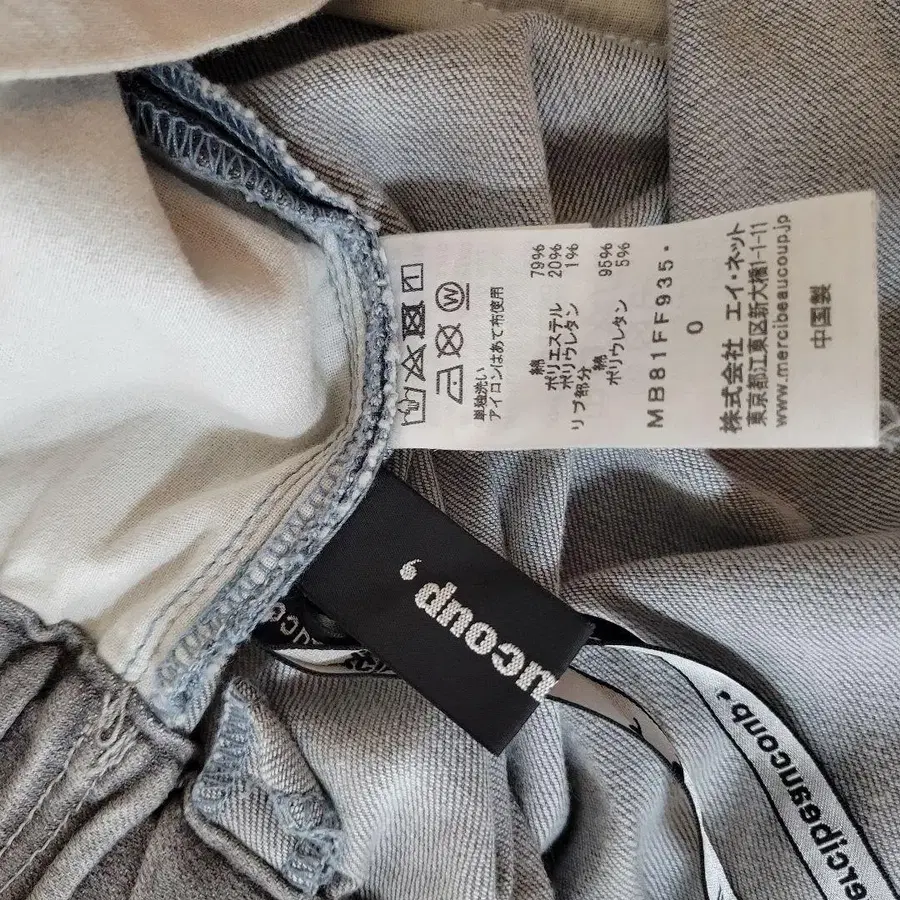 単独洗い
アイロンはあて布使用
綿 79%
ポリエステル 20%
ポリウレタン 1%
リブ部分
綿 95%
ポリウレタン 5%
MB81FF935・
0
株式会社 エイ・ネット
東京都江東区新大橋1-1-11
www.mercibeaucoup.jp
中国製
ucoup,
ercibeaucoup,